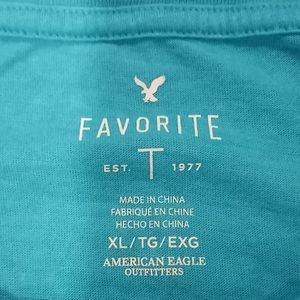 FAVORITE
EST. T 1977
MADE IN CHINA
FABRIQUÉ EN CHINE
HECHO EN CHINA
XL/TG/EXG
AMERICAN EAGLE
OUTFITTERS